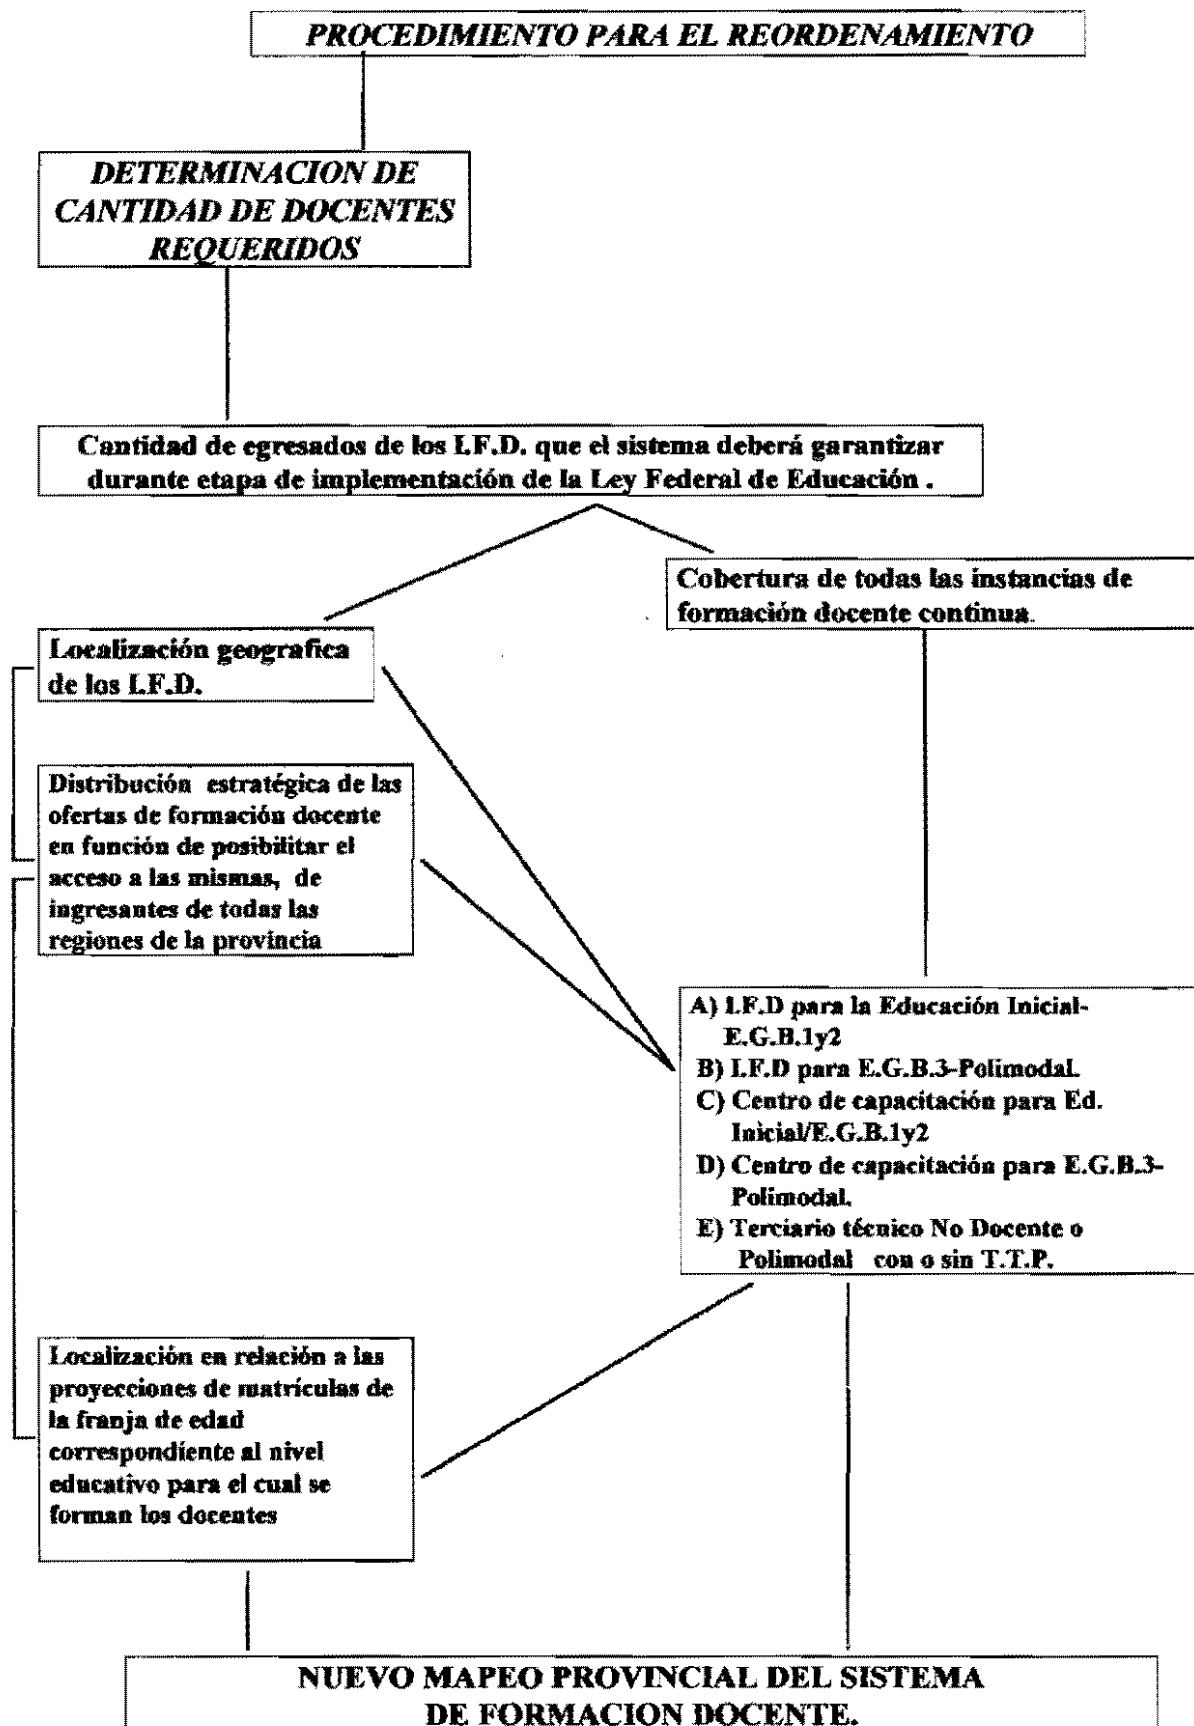 PROCEDIMIENTO PARA EL REORDENAMIENTO
DETERMINACION DE
CANTIDAD DE DOCENTES
REQUERIDOS
Cantidad de egresados de los I.F.D. que el sistema deberá garantizar
durante etapa de implementación de la Ley Federal de Educación .
Cobertura de todas las instancias de
formación docente continua.
Localización geografica
de los I.F.D.
Distribución estratégica de las
ofertas de formación docente
en función de posibilitar el
acceso a las mismas, de
ingresantes de todas las
regiones de la provincia
A) I.F.D para la Educación Inicial-
E.G.B.1y2
B) I.F.D para E.G.B.3-Polimodal.
C) Centro de capacitación para Ed.
Inicial/E.G.B.1y2
D) Centro de capacitación para E.G.B.3-
Polimodal.
E) Terciario técnico No Docente o
Polimodal con o sin T.T.P.
Localización en relación a las
proyecciones de matrículas de
la franja de edad
correspondiente al nivel
educativo para el cual se
forman los docentes
NUEVO MAPEO PROVINCIAL DEL SISTEMA
DE FORMACION DOCENTE.